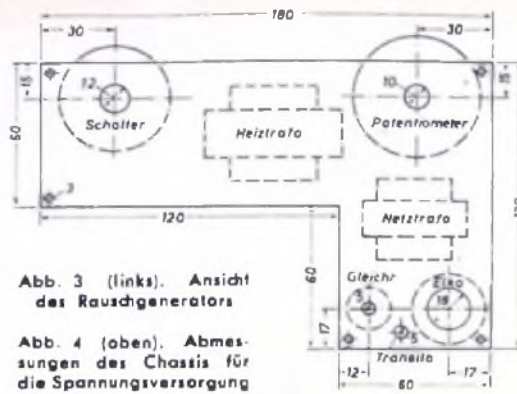 180
30
30
15
12
10
15
Schalter
Heiztrafo
Potentiometer
60
3
120
Netztrafo
60
Gleichr
Elko
5
18
17
5
Transito
12
17
60
Abb. 3 (links). Ansicht
des Rauschgenerators
Abb. 4 (oben). Abmes-
sungen des Chassis für
die Spannungsversorgung